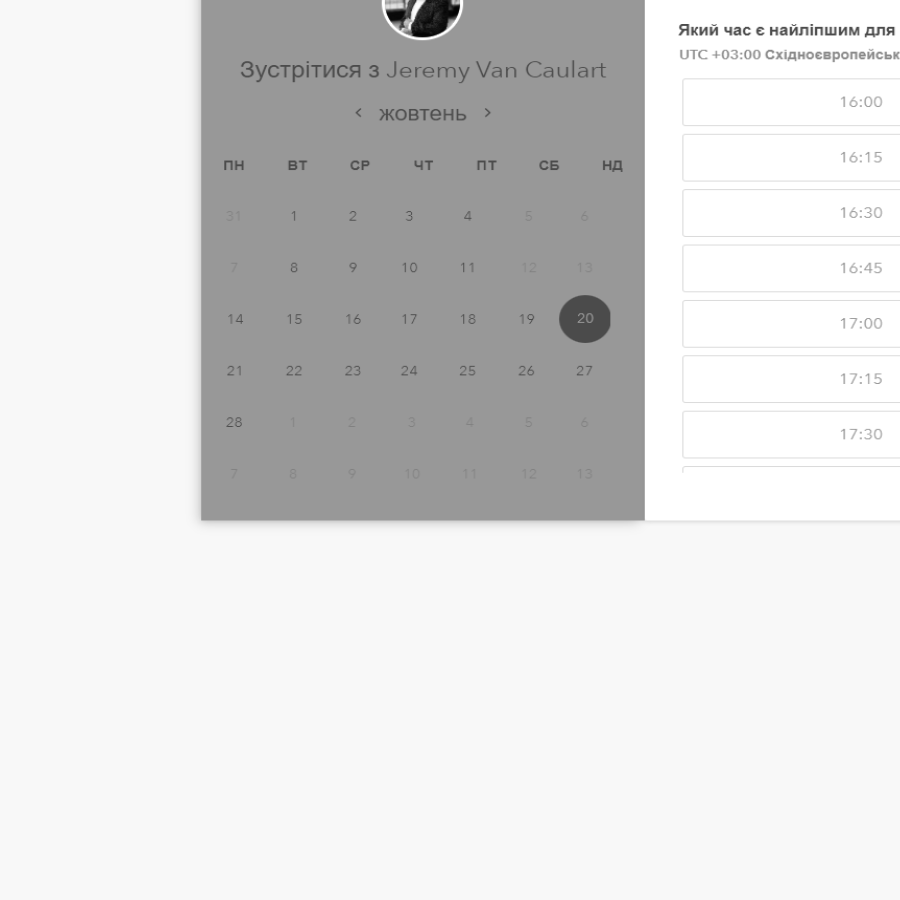 Зустрітися з Jeremy Van Caulart
< жовтень >
ПН ВТ СР ЧТ ПТ СБ НД
31 1 2 3 4 5 6
7 8 9 10 11 12 13
14 15 16 17 18 19 20
21 22 23 24 25 26 27
28 1 2 3 4 5 6
7 8 9 10 11 12 13
Який час є найліпшим для
UTC +03:00 Східноєвропейськ
16:00
16:15
16:30
16:45
17:00
17:15
17:30